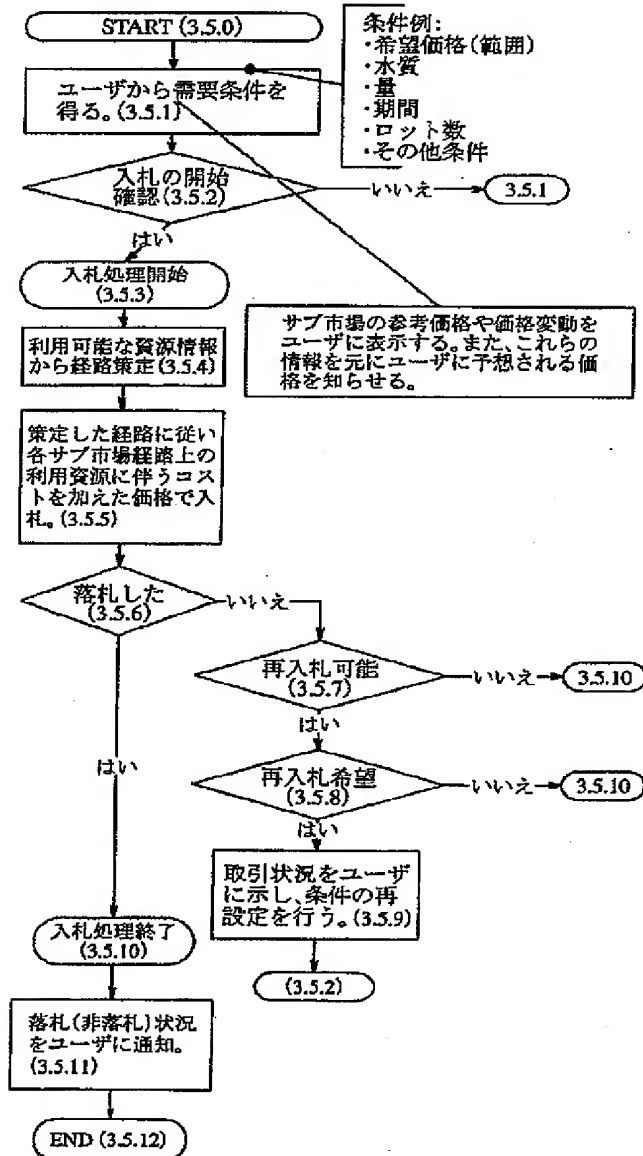 START (3.5.0)
条件例:
・希望価格(範囲)
・水質
・量
・期間
・ロット数
・その他条件
ユーザから需要条件を
得る。(3.5.1)
入札の開始
確認(3.5.2)
いいえ
3.5.1
はい
入札処理開始
(3.5.3)
サブ市場の参考価格や価格変動を
ユーザに表示する。また、これらの
情報を元にユーザに予想される価
格を知らせる。
利用可能な資源情報
から経路策定(3.5.4)
策定した経路に従い
各サブ市場経路上の
利用資源に伴うコス
トを加えた価格で入
札。(3.5.5)
落札した
(3.5.6)
いいえ
再入札可能
(3.5.7)
いいえ
3.5.10
はい
はい
再入札希望
(3.5.8)
いいえ
3.5.10
はい
取引状況をユーザ
に示し、条件の再
設定を行う。(3.5.9)
(3.5.2)
入札処理終了
(3.5.10)
落札(非落札)状況
をユーザに通知。
(3.5.11)
END (3.5.12)